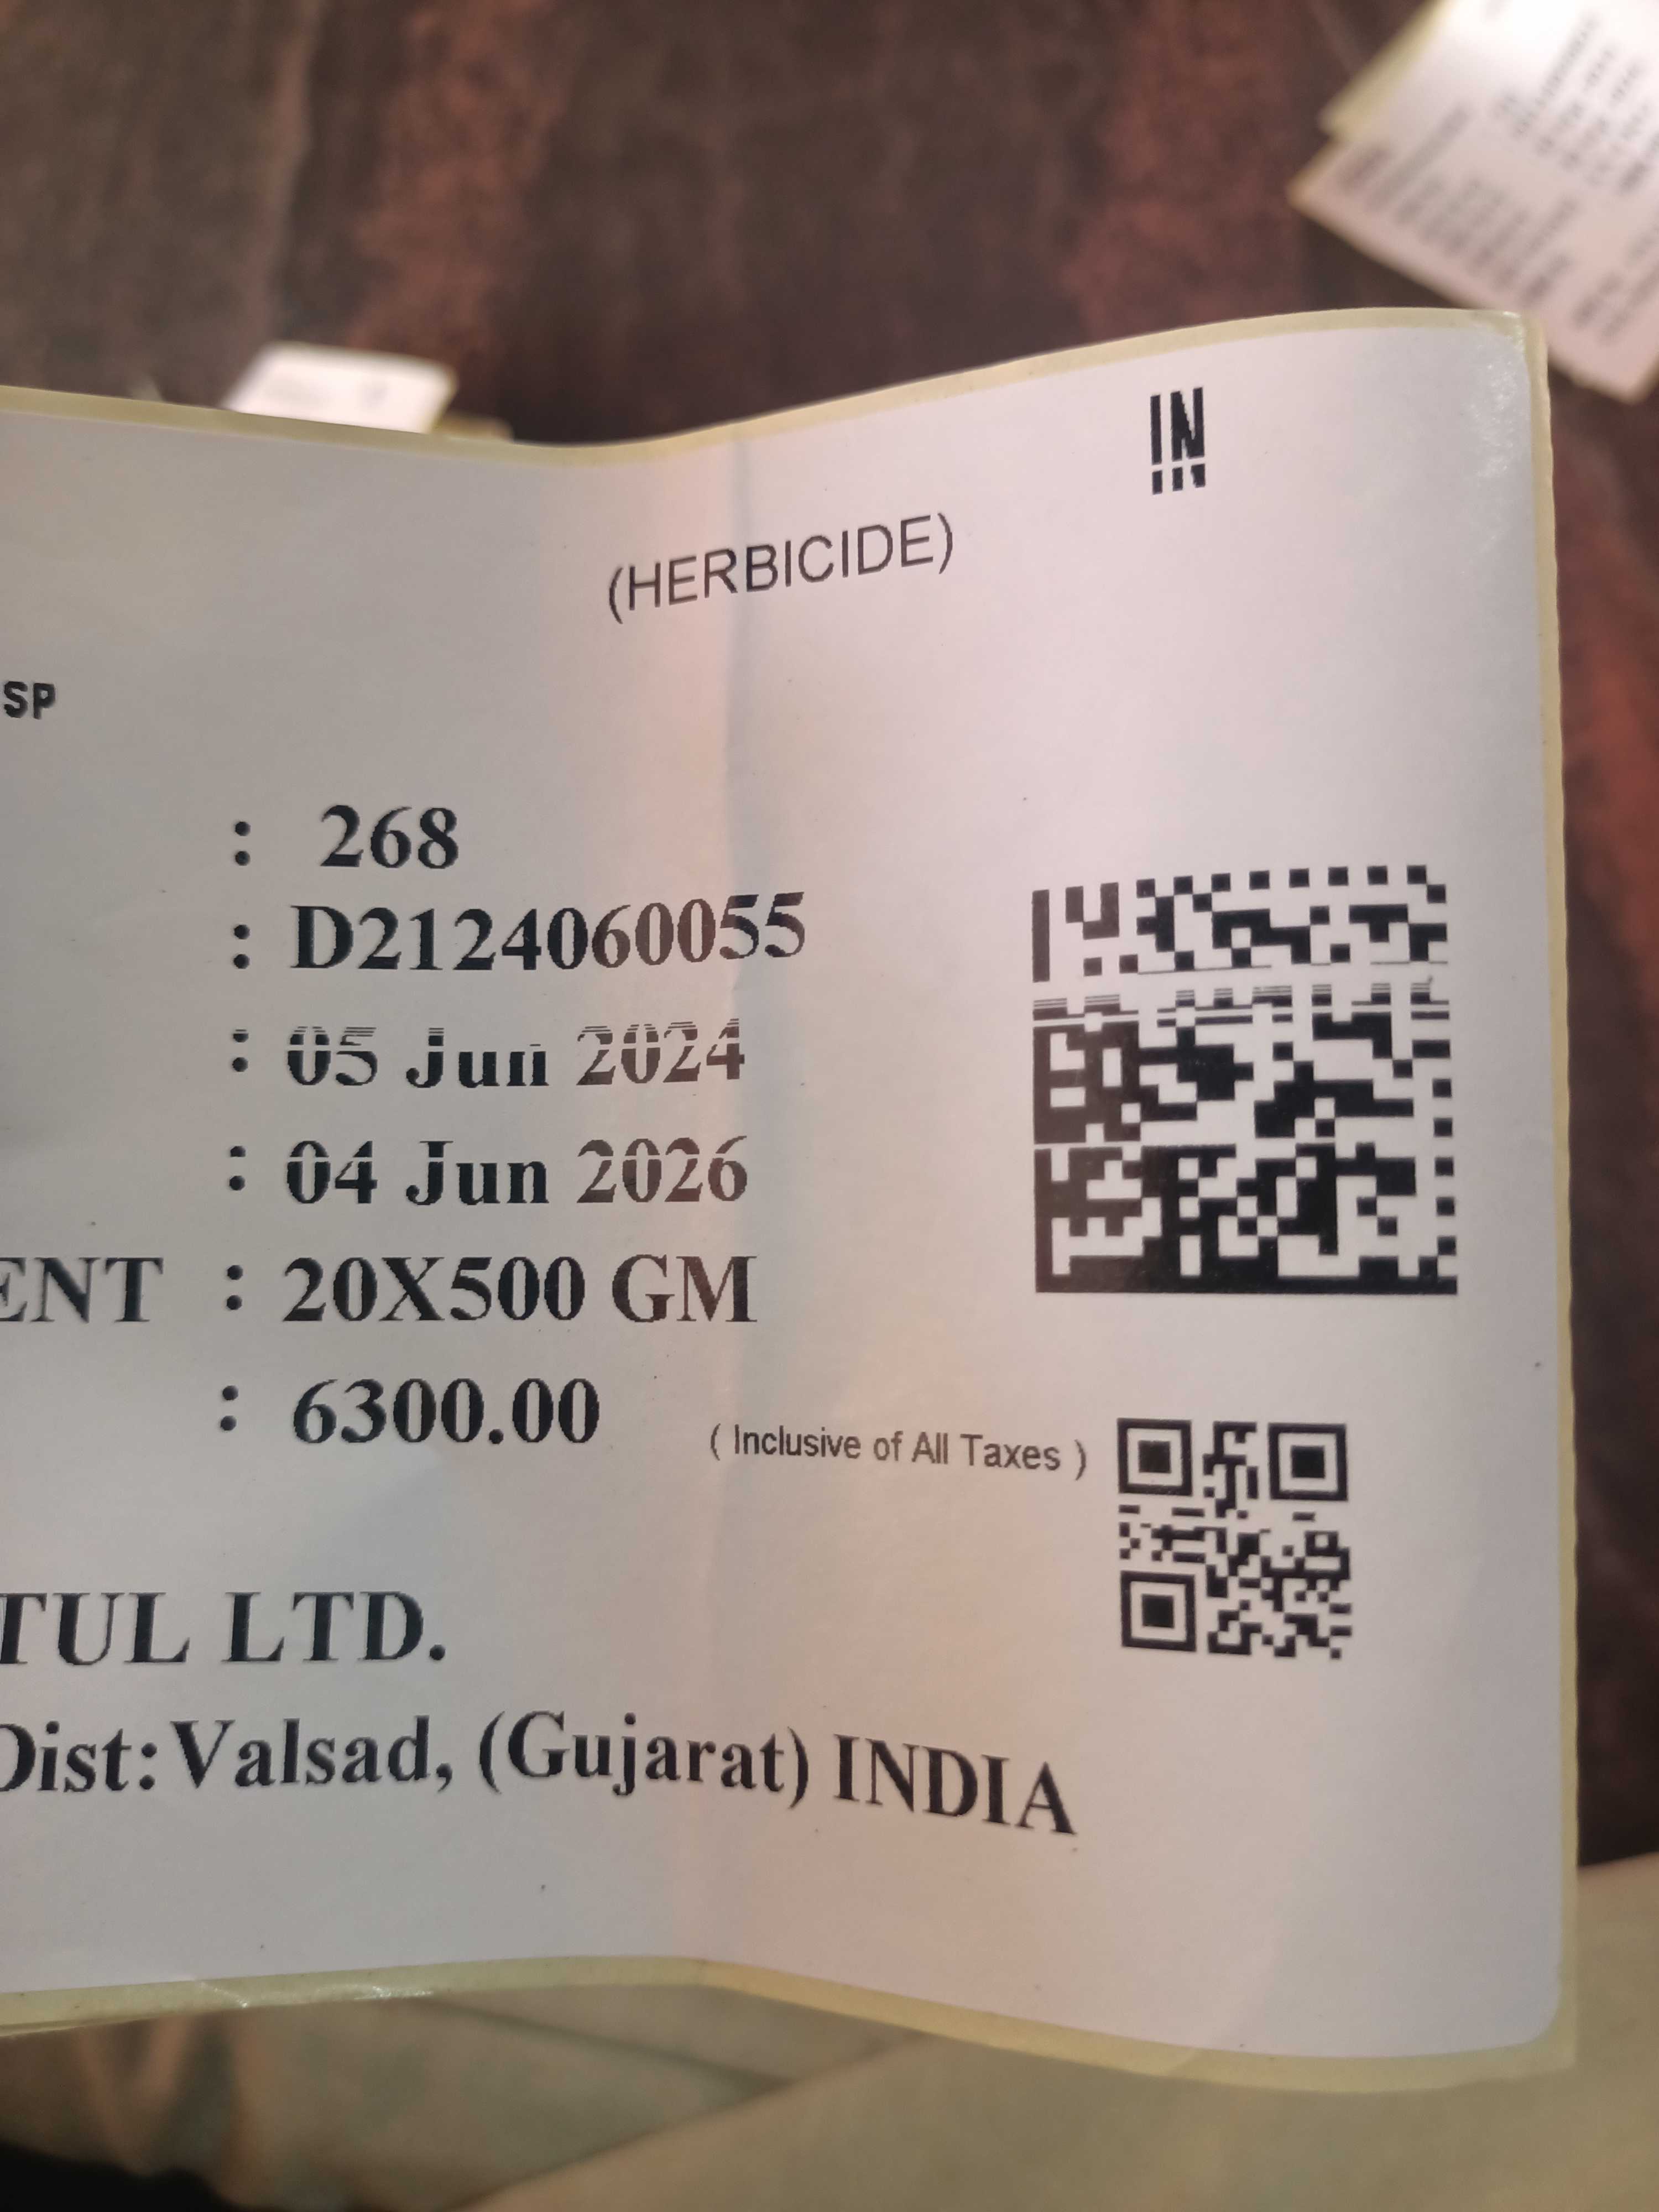 IN
(HERBICIDE)
SP
: 268
: D2124060055
: 05 Jun 2024
: 04 Jun 2026
ENT : 20X500 GM
: 6300.00 ( Inclusive of All Taxes )
TUL LTD.
Dist: Valsad, (Gujarat) INDIA